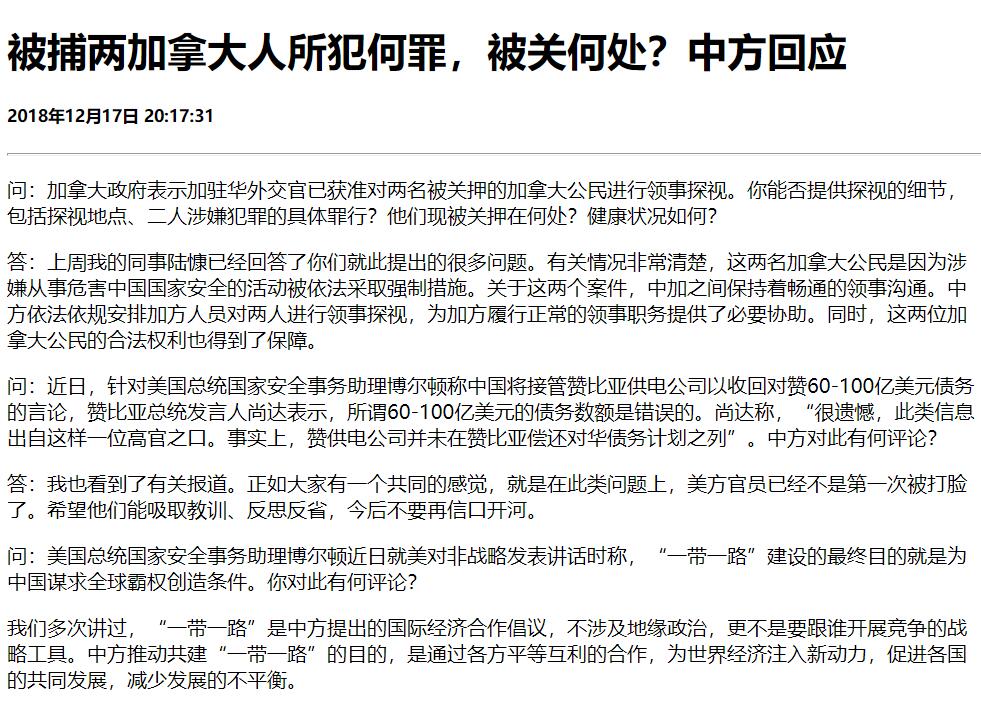 被捕两加拿大人所犯何罪，被关何处？中方回应
2018年12月17日 20:17:31
问：加拿大政府表示加驻华外交官已获准对两名被关押的加拿大公民进行领事探视。你能否提供探视的细节，
包括探视地点、二人涉嫌犯罪的具体罪行？他们现被关押在何处？健康状况如何？
答：上周我的同事陆慷已经回答了你们就此提出的很多问题。有关情况非常清楚，这两名加拿大公民是因为涉
嫌从事危害中国国家安全的活动被依法采取强制措施。关于这两个案件，中加之间保持着畅通的领事沟通。中
方依法依规安排加方人员对两人进行领事探视，为加方履行正常的领事职务提供了必要协助。同时，这两位加
拿大公民的合法权利也得到了保障。
问：近日，针对美国总统国家安全事务助理博尔顿称中国将接管赞比亚供电公司以收回对赞60-100亿美元债务
的言论，赞比亚总统发言人尚达表示，所谓60-100亿美元的债务数额是错误的。尚达称，“很遗憾，此类信息
出自这样一位高官之口。事实上，赞供电公司并未在赞比亚偿还对华债务计划之列”。中方对此有何评论？
答：我也看到了有关报道。正如大家有一个共同的感觉，就是在此类问题上，美方官员已经不是第一次被打脸
了。希望他们能吸取教训、反思反省，今后不要再信口开河。
问：美国总统国家安全事务助理博尔顿近日就美对非战略发表讲话时称，“一带一路”建设的最终目的就是为
中国谋求全球霸权创造条件。你对此有何评论？
我们多次讲过，“一带一路”是中方提出的国际经济合作倡议，不涉及地缘政治，更不是要跟谁开展竞争的战
略工具。中方推动共建“一带一路”的目的，是通过各方平等互利的合作，为世界经济注入新动力，促进各国
的共同发展，减少发展的不平衡。